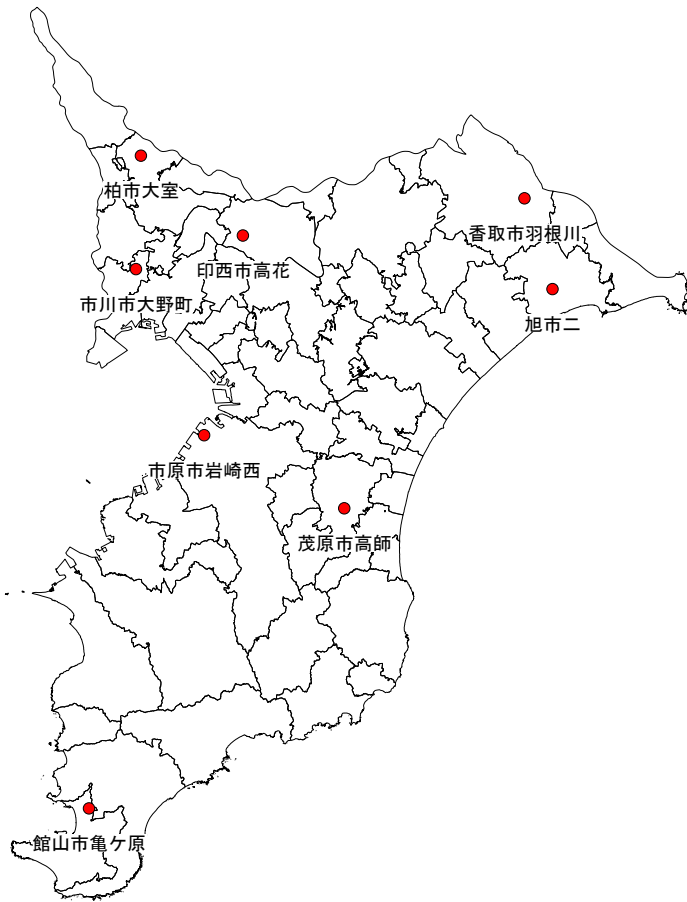 柏市大室
香取市羽根川
印西市高花
市川市大野町
旭市二
市原市岩崎西
茂原市高師
館山市亀ケ原